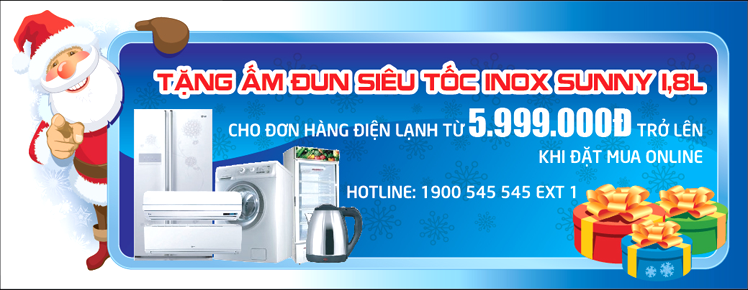 TẶNG ẤM ĐUN SIÊU TỐC INOX SUNNY 1,8L
CHO ĐƠN HÀNG ĐIỆN LẠNH TỪ 5.999.000Đ TRỞ LÊN
KHI ĐẶT MUA ONLINE
HOTLINE: 1900 545 545 EXT 1